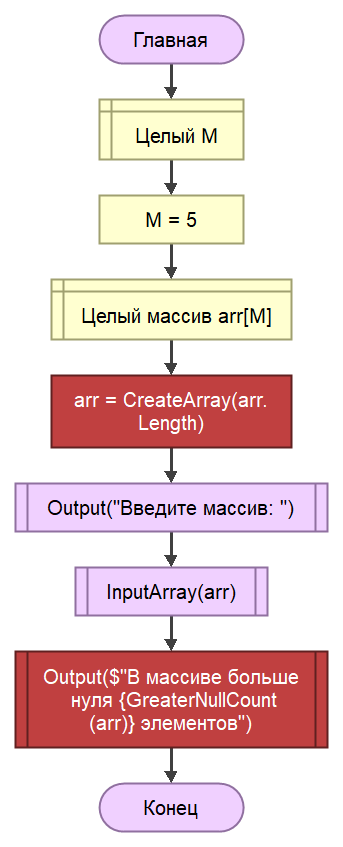 Главная
Целый M
M = 5
Целый массив arr[M]
arr = CreateArray(arr.
Length)
Output("Введите массив: ")
InputArray(arr)
Output($"В массиве больше
нуля {GreaterNullCount
(arr)} элементов")
Конец